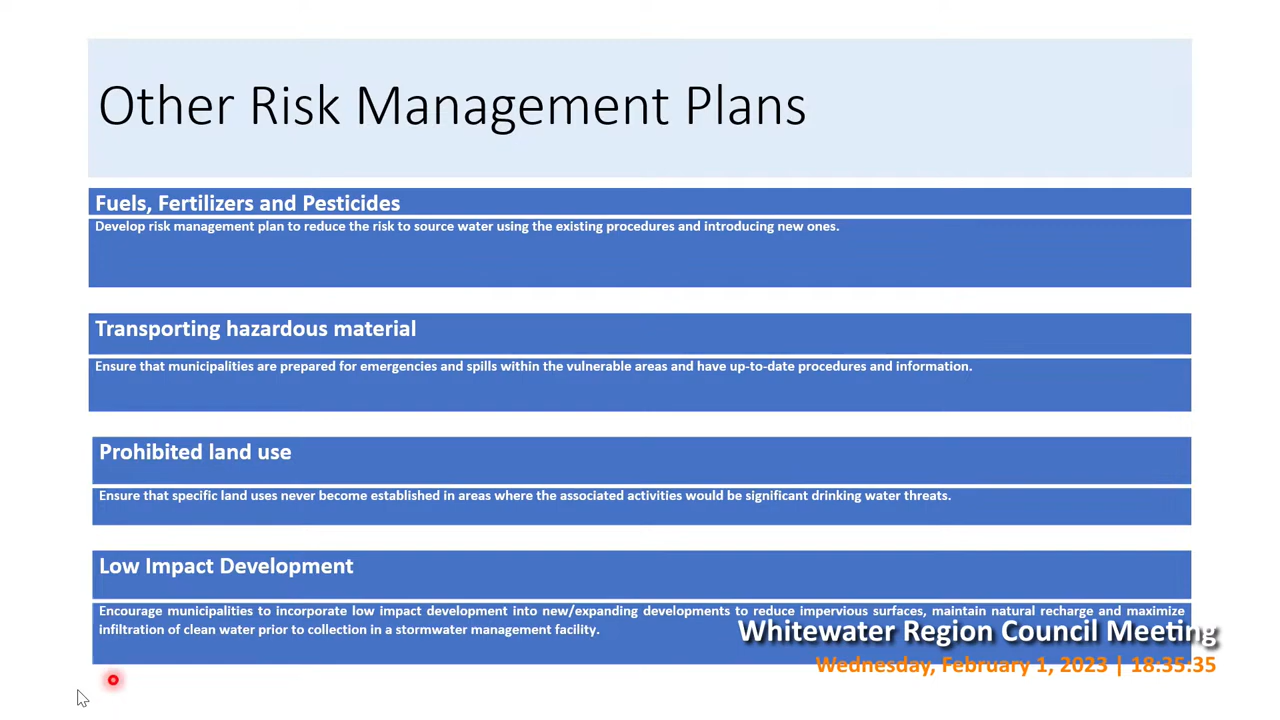 Other Risk Management Plans
Fuels, Fertilizers and Pesticides
Develop risk management plan to reduce the risk to source water using the existing procedures and introducing new ones.
Transporting hazardous material
Ensure that municipalities are prepared for emergencies and spills within the vulnerable areas and have up-to-date procedures and information.
Prohibited land use
Ensure that specific land uses never become established in areas where the associated activities would be significant drinking water threats.
Low Impact Development
Encourage municipalities to incorporate low impact development into new/expanding developments to reduce impervious surfaces, maintain natural recharge and maximize
infiltration of clean water prior to collection in a stormwater management facility.
Whitewater Region Council Meeting
Wednesday, February 1, 2023 | 18:35:35